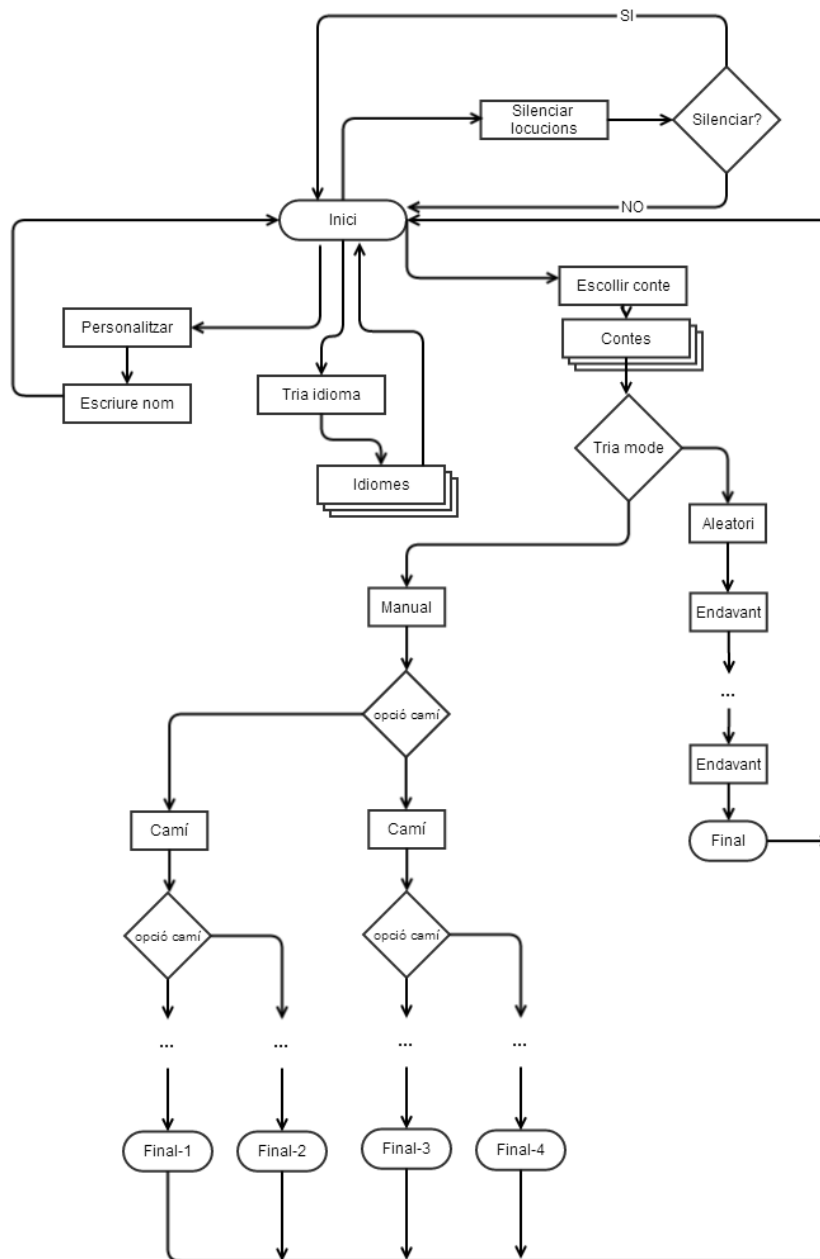 SI
Silenciar
locucions
Silenciar?
Inici
NO
Escollir conte
Personalitzar
Contes
Escriure nom
Tria idioma
Tria mode
Idiomes
Aleatori
Manual
Endavant
...
opció camí
Endavant
Camí
Camí
Final
opció camí
opció camí
...
...
...
...
Final-1
Final-2
Final-3
Final-4